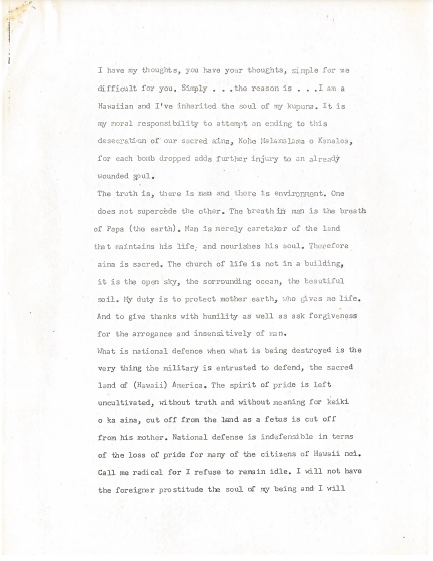 I have my thoughts, you have your thoughts, simple for me
difficult for you. Simply . . .the reason is . . .I am a
Hawaiian and I've inherited the soul of my kupuna. It is
my moral responsibility to attempt an ending to this
desecration of our sacred aina, Kohe Malamalama o Kanaloa,
for each bomb dropped adds further injury to an already
wounded soul.
The truth is, there is man and there is environment. One
does not supercede the other. The breath in man is the breath
of Papa (the earth). Man is merely caretaker of the land
that maintains his life, and nourishes his soul. Therefore
aina is sacred. The church of life is not in a building,
it is the open sky, the sorrounding ocean, the beautiful
soil. My duty is to protect mother earth, who gives me life.
And to give thanks with humility as well as ask forgiveness
for the arrogance and insensitively of man.
What is national defence when what is being destroyed is the
very thing the military is entrusted to defend, the sacred
land of (Hawaii) America. The spirit of pride is left
uncultivated, without truth and without meaning for keiki
o ka aina, cut off from the land as a fetus is cut off
from his mother. National defense is indefensible in terms
of the loss of pride for many of the citizens of Hawaii nei.
Call me radical for I refuse to remain idle. I will not have
the foreigner prostitude the soul of my being and I will